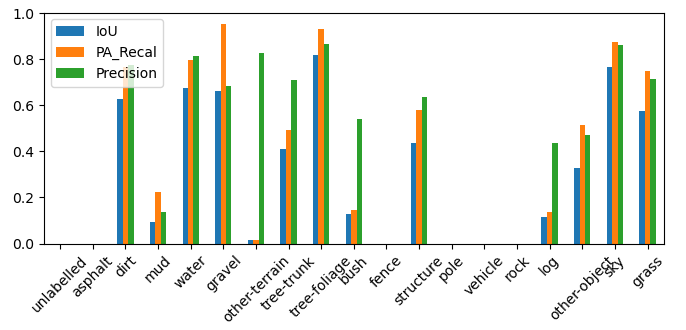 1.0
0.8
0.6
0.4
0.2
0.0
IoU
PA_Recal
Precision
unlabelled
asphalt
dirt
mud
water
gravel
other-terrain
tree-trunk
tree-foliage
bush
fence
structure
pole
vehicle
rock
log
other-object
sky
grass